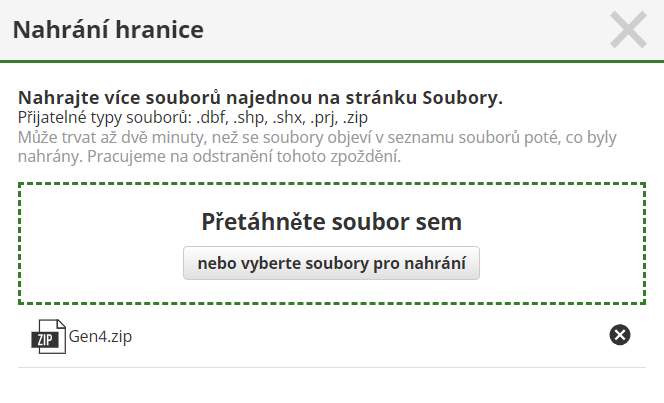 Nahrání hranice
Nahrajte více souborů najednou na stránku Soubory.
Přijatelné typy souborů: .dbf, .shp, .shx, .prj, .zip
Může trvat až dvě minuty, než se soubory objeví v seznamu souborů poté, co byly
nahrány. Pracujeme na odstranění tohoto zpoždění.
Přetáhněte soubor sem
nebo vyberte soubory pro nahrání
ZIP Gen4.zip